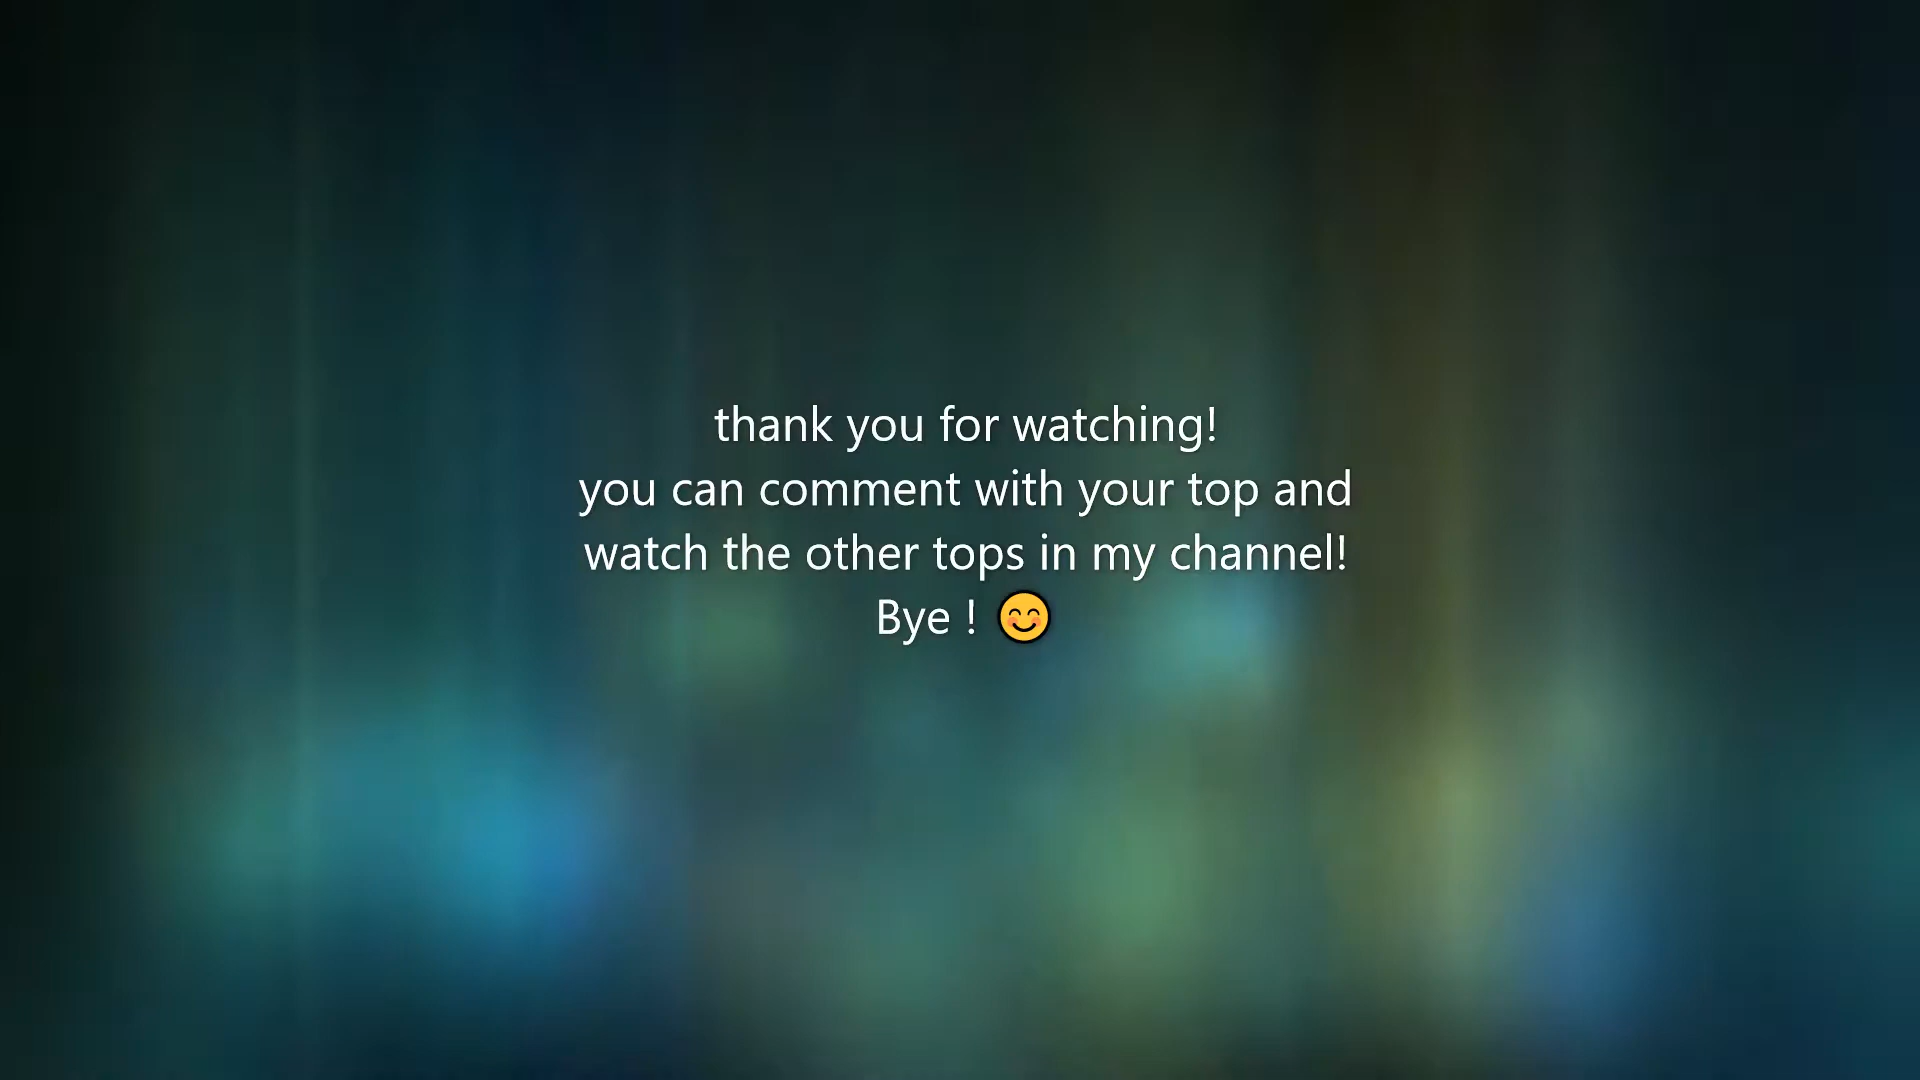 thank you for watching!
you can comment with your top and
watch the other tops in my channel!
Bye ! 😊